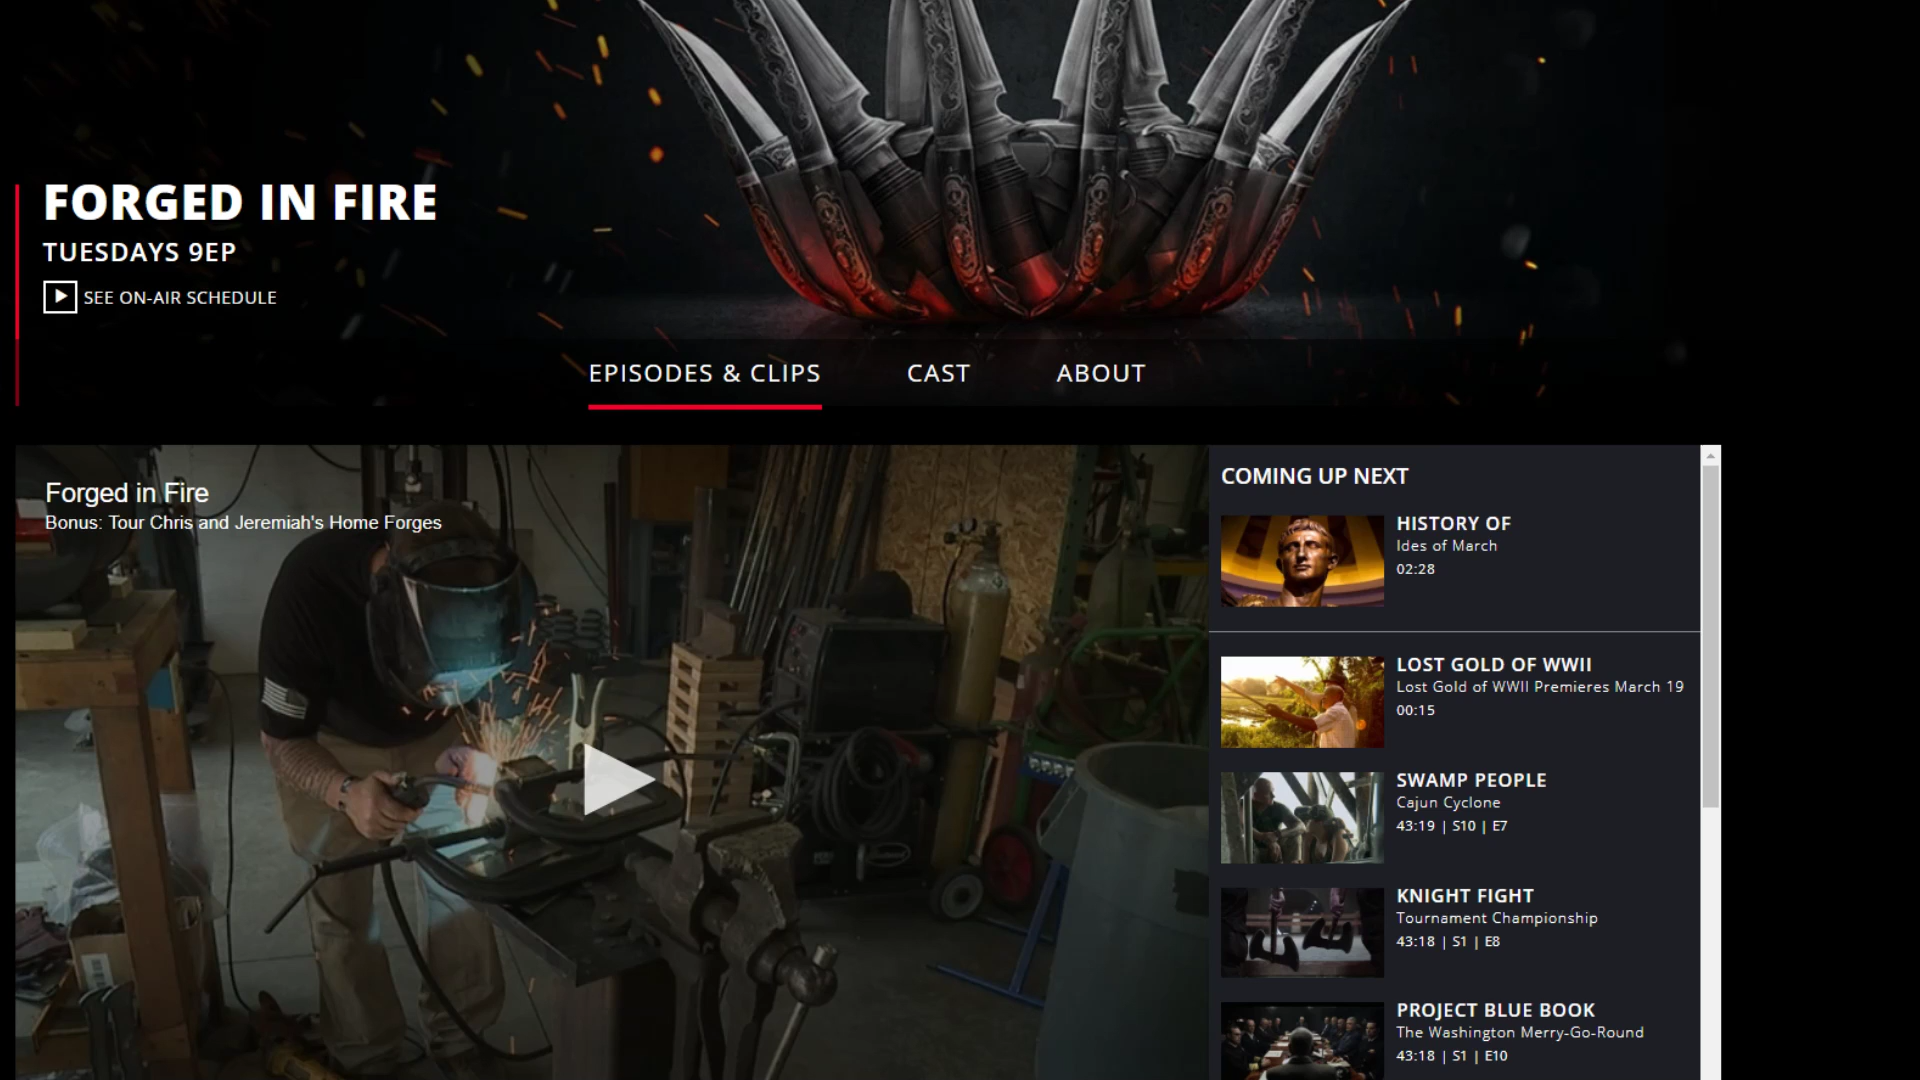 FORGED IN FIRE
TUESDAYS 9EP
SEE ON-AIR SCHEDULE
EPISODES & CLIPS
CAST
ABOUT
Forged in Fire
Bonus: Tour Chris and Jeremiah's Home Forges
COMING UP NEXT
HISTORY OF
Ides of March
02:28
LOST GOLD OF WWII
Lost Gold of WWII Premieres March 19
00:15
SWAMP PEOPLE
Cajun Cyclone
43:19 | S10 | E7
KNIGHT FIGHT
Tournament Championship
43:18 | S1 | E8
PROJECT BLUE BOOK
The Washington Merry-Go-Round
43:18 | S1 | E10